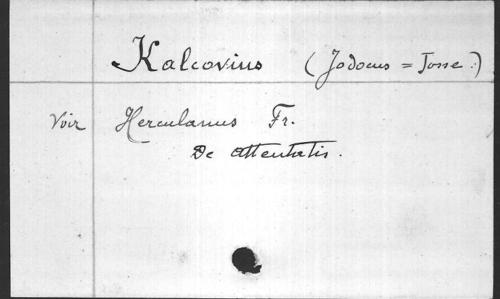 Kalcovius (Jodocus = Josse.)
Voir Herculanus Fr.
De attentatis.